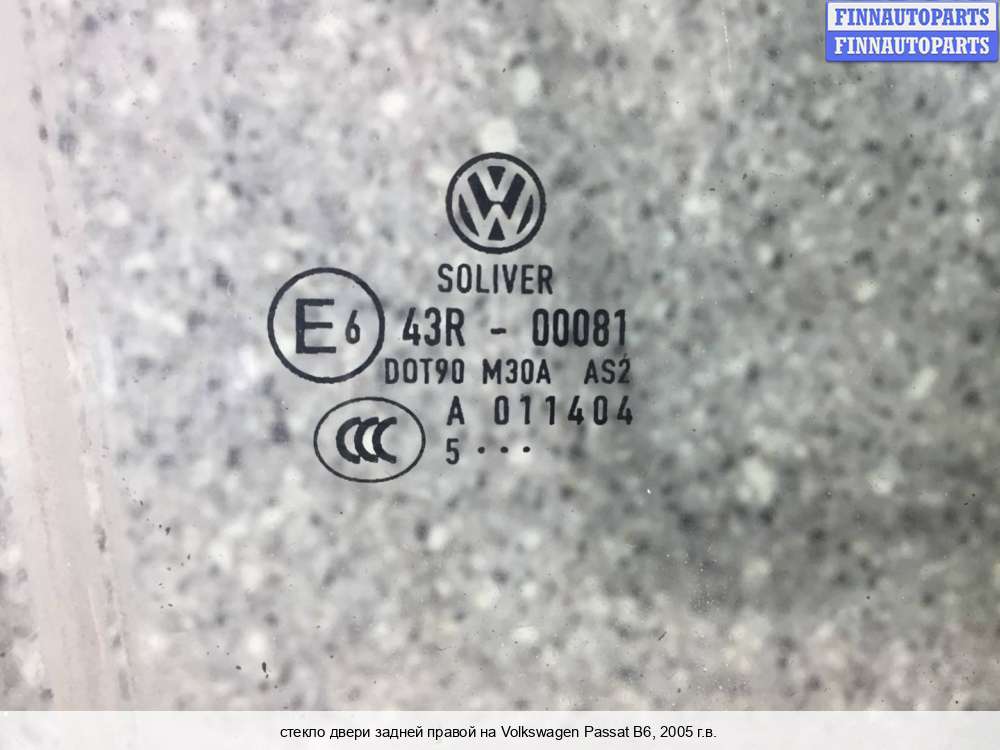 FINNAUTOPARTS
FINNAUTOPARTS
SOLIVER
E6 43R - 00081
DOT90 M30A AS2
A 011404
CCC 5 · · ·
стекло двери задней правой на Volkswagen Passat B6, 2005 г.в.